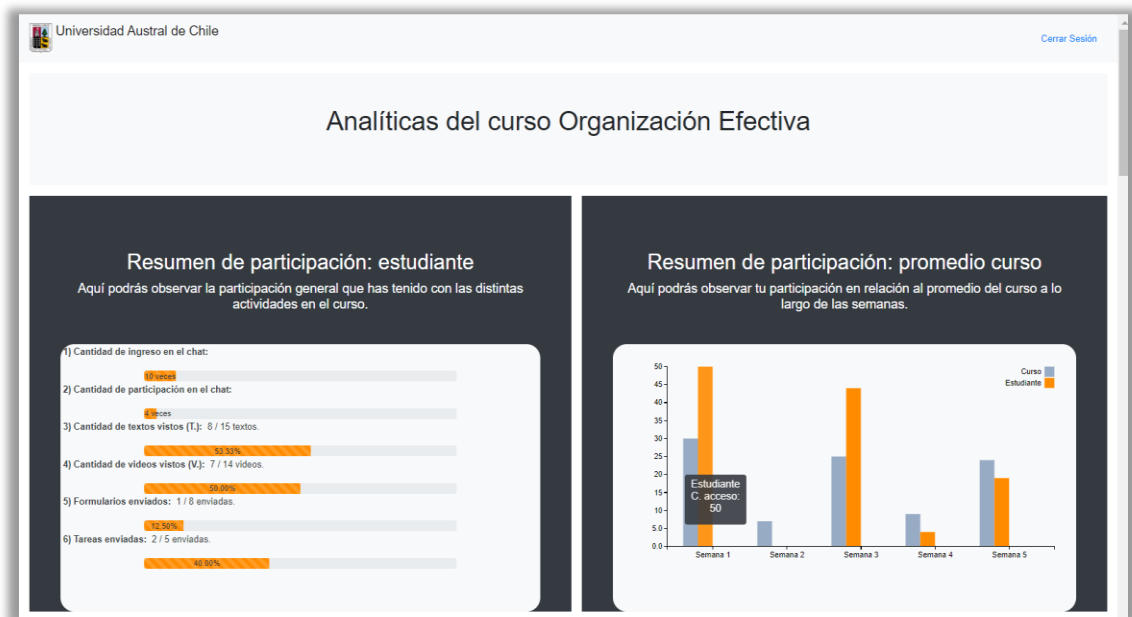 Universidad Austral de Chile
Cerrar Sesión
Analíticas del curso Organización Efectiva
Resumen de participación: estudiante
Aquí podrás observar la participación general que has tenido con las distintas
actividades en el curso.
1) Cantidad de ingreso en el chat:
10 veces
2) Cantidad de participación en el chat:
4 veces
3) Cantidad de textos vistos (T.): 8 / 15 textos.
53.33%
4) Cantidad de videos vistos (V.): 7 / 14 videos.
50.00%
5) Formularios enviados: 1 / 8 enviadas.
12.50%
6) Tareas enviadas: 2 / 5 enviadas.
40.00%
Resumen de participación: promedio curso
Aquí podrás observar tu participación en relación al promedio del curso a lo
largo de las semanas.
Curso
Estudiante
50
45
40
35
30
25
20
15
10
5.0
0.0
Estudiante
C. acceso:
50
Semana 1 Semana 2 Semana 3 Semana 4 Semana 5